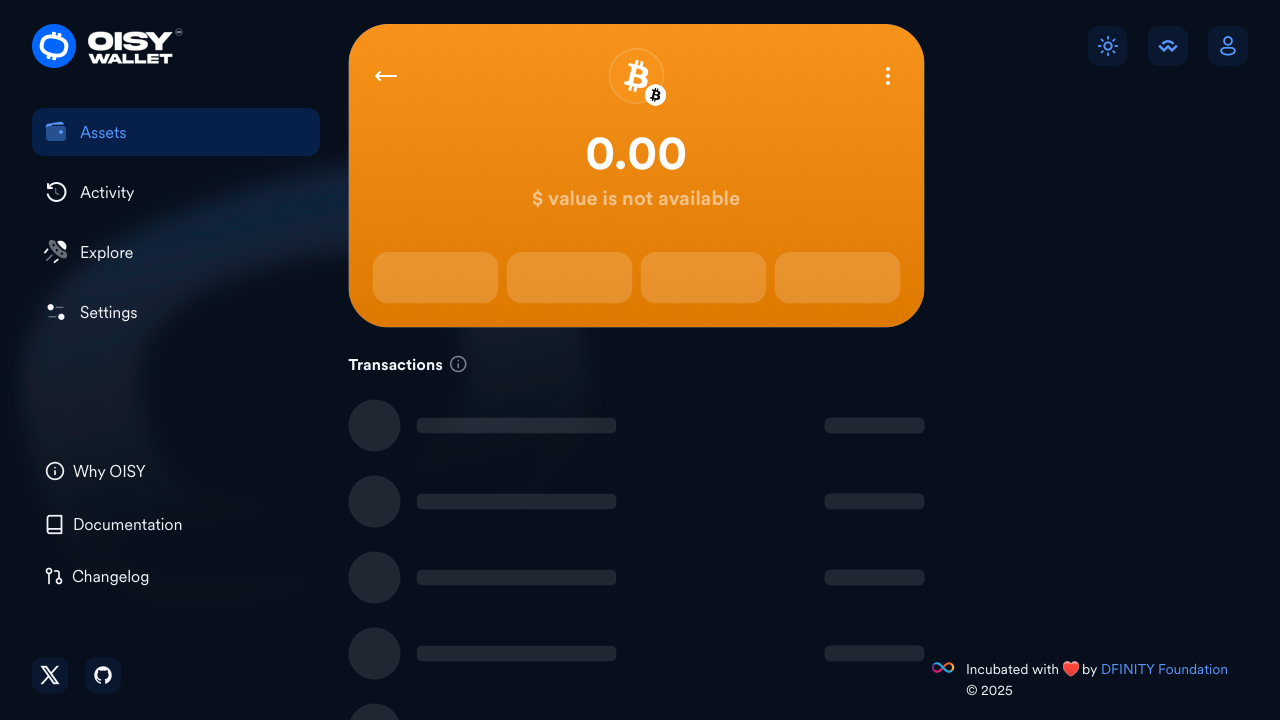 OISY
WALLET
Assets
Activity
Explore
Settings
Why OISY
Documentation
Changelog
0.00
$ value is not available
Transactions
Incubated with ❤️ by DFINITY Foundation
© 2025